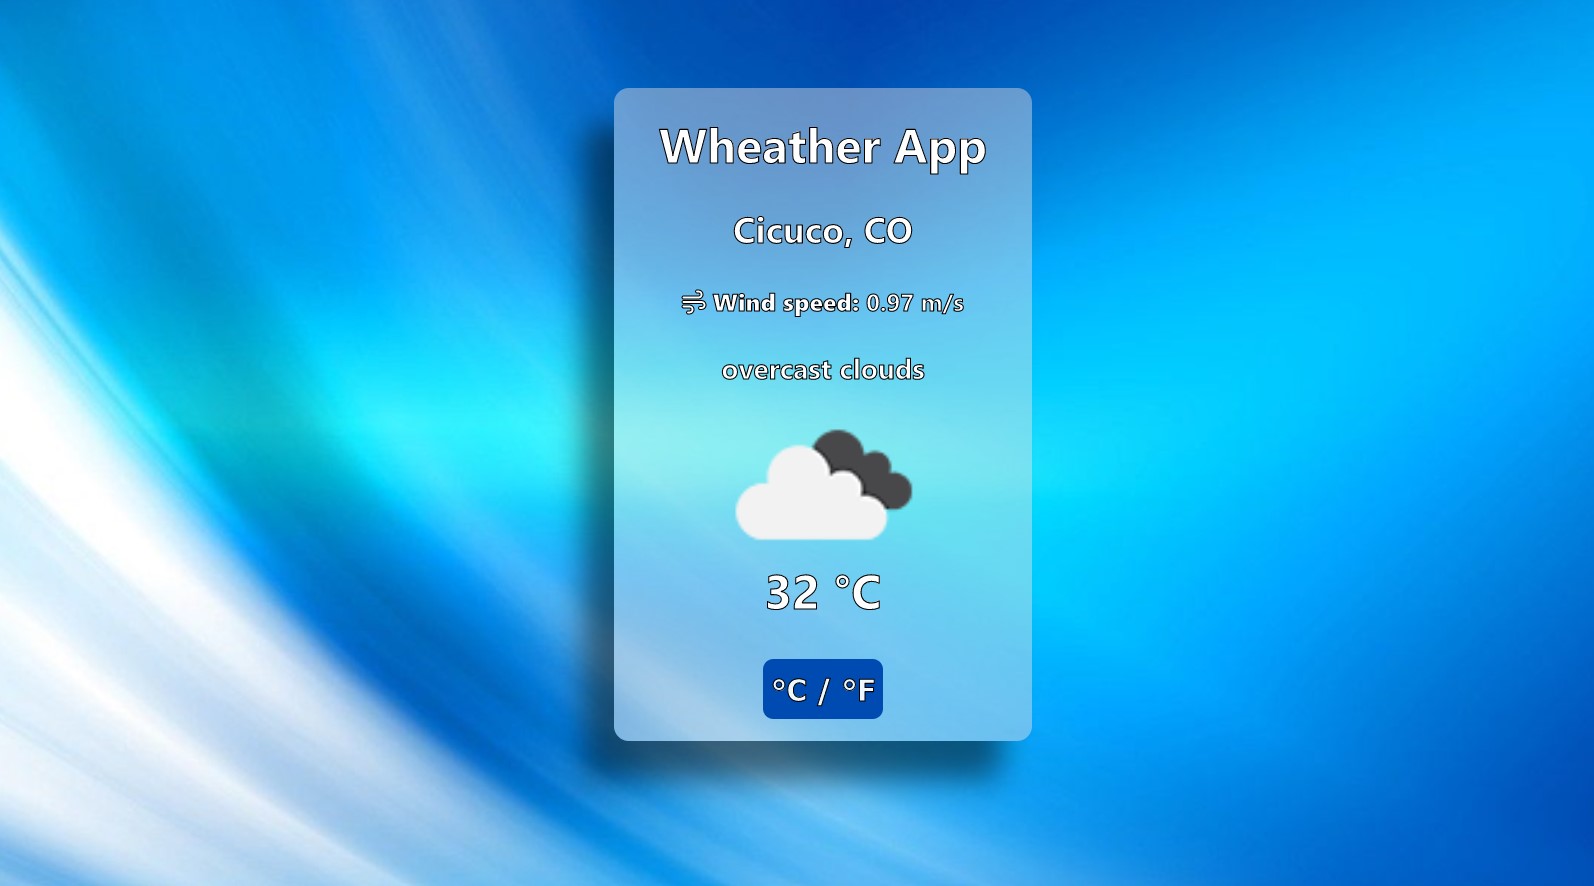 Wheather App
Cicuco, CO
Wind speed: 0.97 m/s
overcast clouds
32 °C
°C / °F